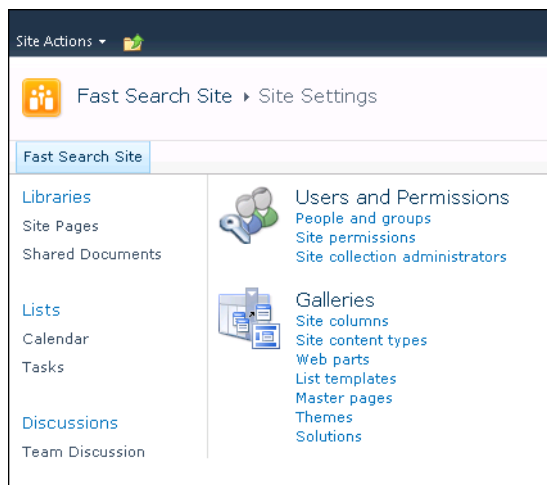 Site Actions
Fast Search Site ▸ Site Settings
Fast Search Site
Libraries
Site Pages
Shared Documents
Lists
Calendar
Tasks
Discussions
Team Discussion
Users and Permissions
People and groups
Site permissions
Site collection administrators
Galleries
Site columns
Site content types
Web parts
List templates
Master pages
Themes
Solutions